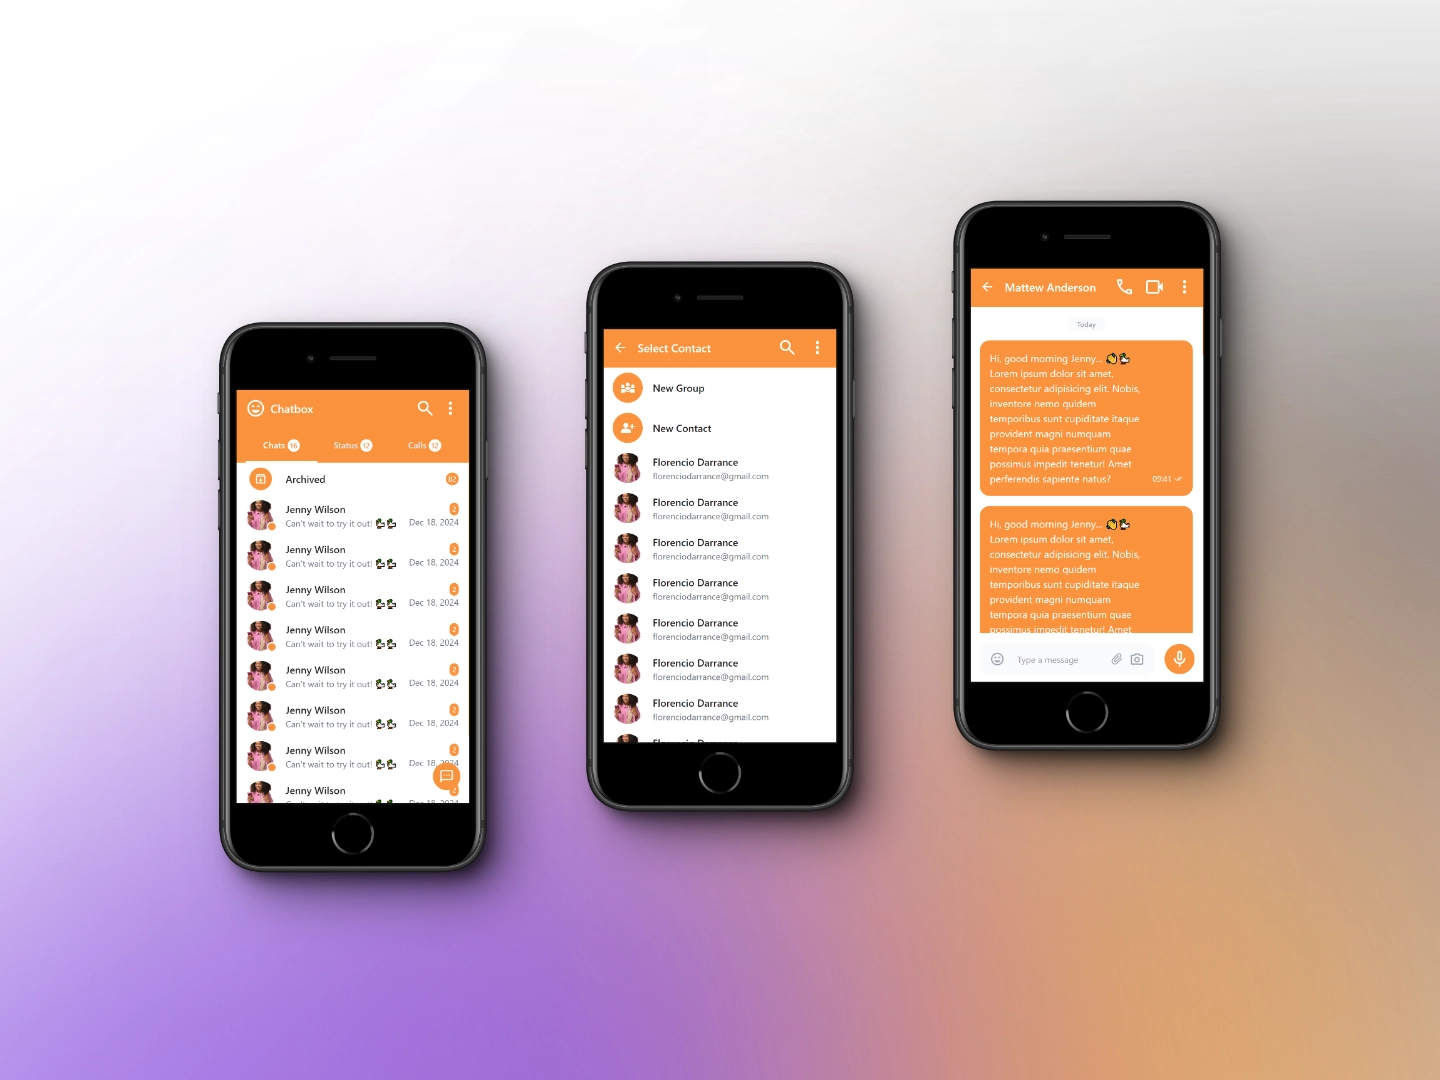 Chatbox
Chats 16 Status 12 Calls 12
Archived 82
Jenny Wilson 2
Can't wait to try it out! Dec 18, 2024
Jenny Wilson 2
Can't wait to try it out! Dec 18, 2024
Jenny Wilson 2
Can't wait to try it out! Dec 18, 2024
Jenny Wilson 2
Can't wait to try it out! Dec 18, 2024
Jenny Wilson 2
Can't wait to try it out! Dec 18, 2024
Jenny Wilson 2
Can't wait to try it out! Dec 18, 2024
Jenny Wilson 2
Can't wait to try it out! Dec 18, 2024
Jenny Wilson 2
Select Contact
New Group
New Contact
Florencio Darrance
florenciodarrance@gmail.com
Florencio Darrance
florenciodarrance@gmail.com
Florencio Darrance
florenciodarrance@gmail.com
Florencio Darrance
florenciodarrance@gmail.com
Florencio Darrance
florenciodarrance@gmail.com
Florencio Darrance
florenciodarrance@gmail.com
Florencio Darrance
florenciodarrance@gmail.com
Mattew Anderson
Today
Hi, good morning Jenny...
Lorem ipsum dolor sit amet,
consectetur adipisicing elit. Nobis,
inventore nemo quidem
temporibus sunt cupiditate itaque
provident magni numquam
tempora quia praesentium quae
possimus impedit tenetur! Amet
perferendis sapiente natus? 09:41
Hi, good morning Jenny...
Lorem ipsum dolor sit amet,
consectetur adipisicing elit. Nobis,
inventore nemo quidem
temporibus sunt cupiditate itaque
provident magni numquam
tempora quia praesentium quae
possimus impedit tenetur! Amet
Type a message